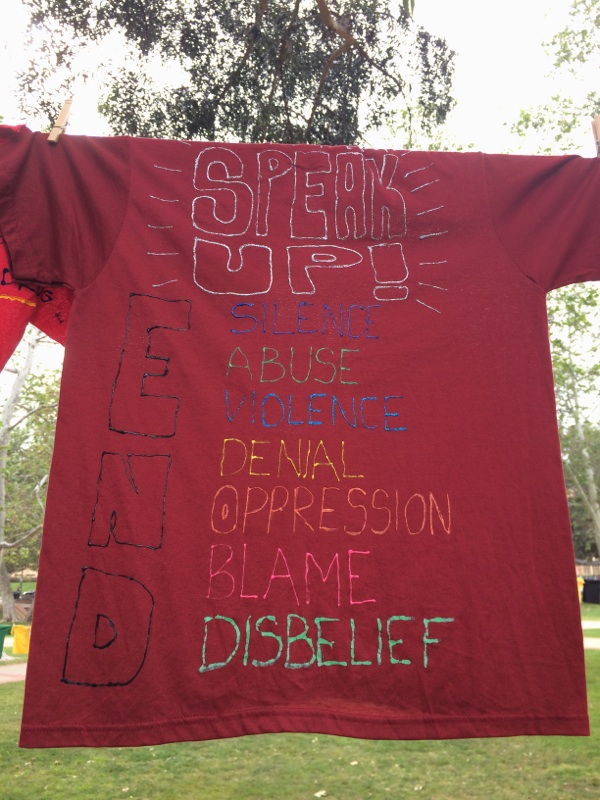 SPEAK
UP!
END
SILENCE
ABUSE
VIOLENCE
DENIAL
OPPRESSION
BLAME
DISBELIEF